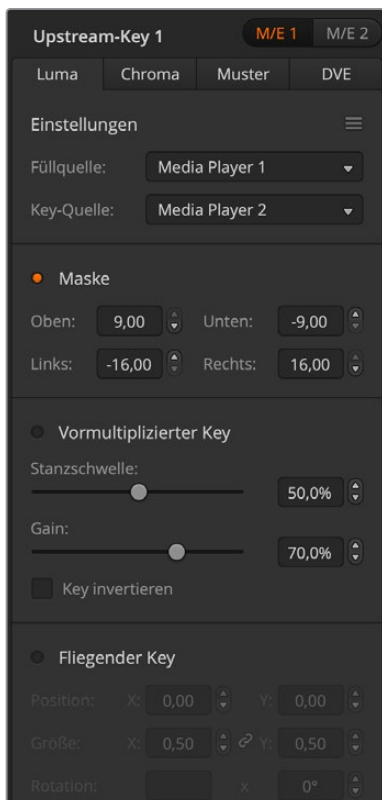 Upstream-Key 1 M/E 1 M/E 2
Luma Chroma Muster DVE
Einstellungen
Füllquelle: Media Player 1
Key-Quelle: Media Player 2
Maske
Oben: 9,00 Unten: -9,00
Links: -16,00 Rechts: 16,00
Vormultiplizierter Key
Stanzschwelle:
50,0%
Gain:
70,0%
Key invertieren
Fliegender Key
Position: X: 0,00 Y: 0,00
Größe: X: 0,50 Y: 0,50
Rotation: x 0°